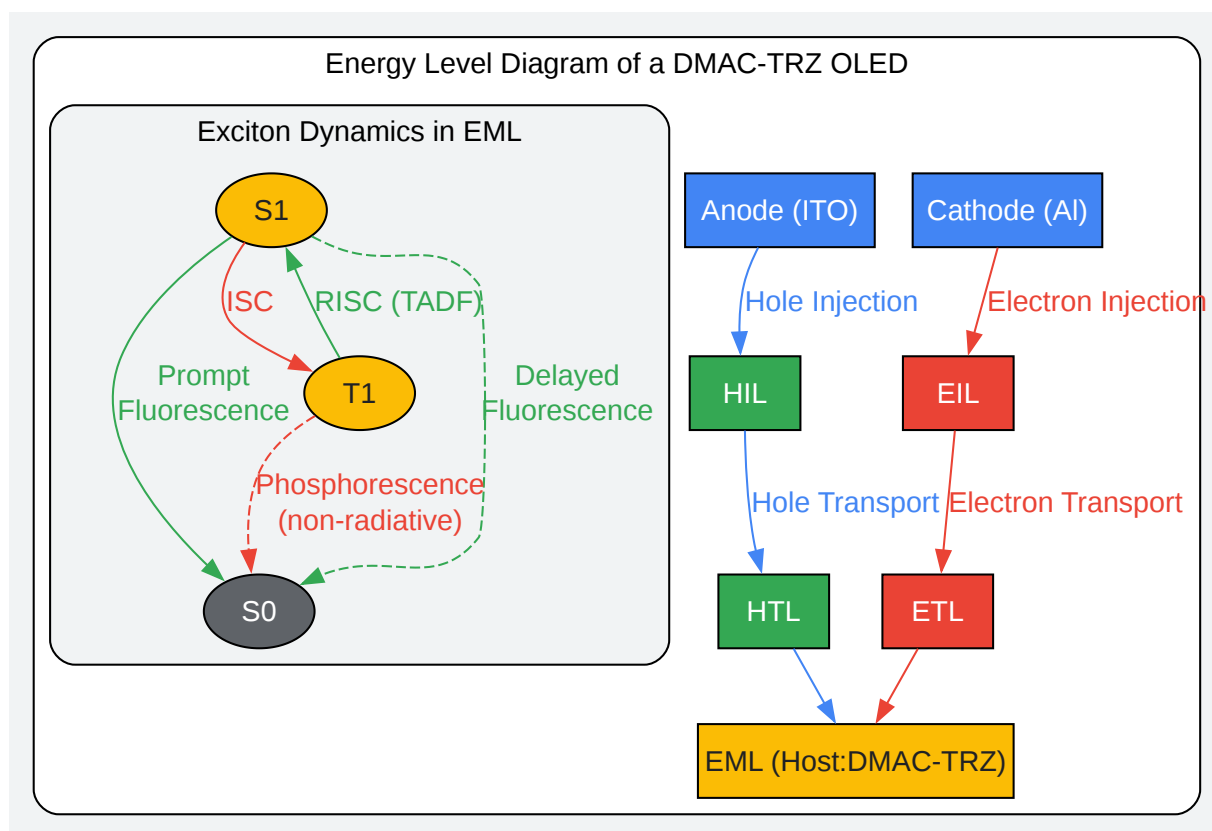 Energy Level Diagram of a DMAC-TRZ OLED
Exciton Dynamics in EML
S1
Anode (ITO)
Cathode (Al)
ISC
RISC (TADF)
Hole Injection
Electron Injection
Prompt
Fluorescence
T1
Delayed
Fluorescence
HIL
EIL
Phosphorescence
(non-radiative)
Hole Transport
Electron Transport
S0
HTL
ETL
EML (Host:DMAC-TRZ)